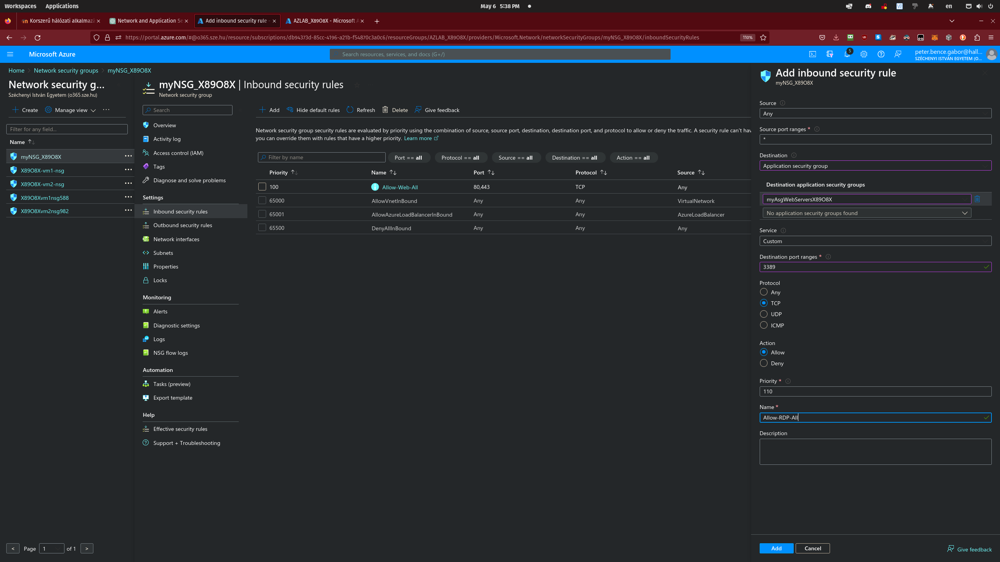 Workspaces Applications May 6 5:38 PM en
Korszerű hálózati alkalmazá Network and Application Se Add inbound security rule - AZLAB_X89O8X - Microsoft A
https://portal.azure.com/#@o365.sze.hu/resource/subscriptions/db94373d-85cc-4196-a21b-f54870c3a0c6/resourceGroups/AZLAB_X89O8X/providers/Microsoft.Network/networkSecurityGroups/myNSG_X89O8X/inboundSecurityRules 110%
Microsoft Azure Search resources, services, and docs (G+/) 5 peter.bence.gabor@hall...
SZÉCHENYI ISTVÁN EGYETEM (O...
Home > Network security groups > myNSG_X89O8X
Network security g...
Széchenyi István Egyetem (o365.sze.hu)
Create Manage view ...
Filter for any field...
Name
myNSG_X89O8X
X89O8X-vm1-nsg
X89O8X-vm2-nsg
X89O8Xvm1nsg588
X89O8Xvm2nsg982
< Page 1 of 1 >
myNSG_X89O8X | Inbound security rules
Network security group
Search
Overview
Activity log
Access control (IAM)
Tags
Diagnose and solve problems
Settings
Inbound security rules
Outbound security rules
Network interfaces
Subnets
Properties
Locks
Monitoring
Alerts
Diagnostic settings
Logs
NSG flow logs
Automation
Tasks (preview)
Export template
Help
Effective security rules
Support + Troubleshooting
Add Hide default rules Refresh Delete Give feedback
Network security group security rules are evaluated by priority using the combination of source, source port, destination, destination port, and protocol to allow or deny the traffic. A security rule can't hav
you can override them with rules that have a higher priority. Learn more
Filter by name Port == all Protocol == all Source == all Destination == all Action == all
Priority Name Port Protocol Source
100 Allow-Web-All 80,443 TCP Any
65000 AllowVnetInBound Any Any VirtualNetwork
65001 AllowAzureLoadBalancerInBound Any Any AzureLoadBalancer
65500 DenyAllInBound Any Any Any
Add inbound security rule
myNSG_X89O8X
Source
Any
Source port ranges *
*
Destination
Application security group
Destination application security groups
myAsgWebServersX89O8X
No application security groups found
Service
Custom
Destination port ranges *
3389
Protocol
Any
TCP
UDP
ICMP
Action
Allow
Deny
Priority *
110
Name *
Allow-RDP-All
Description
Add Cancel Give feedback